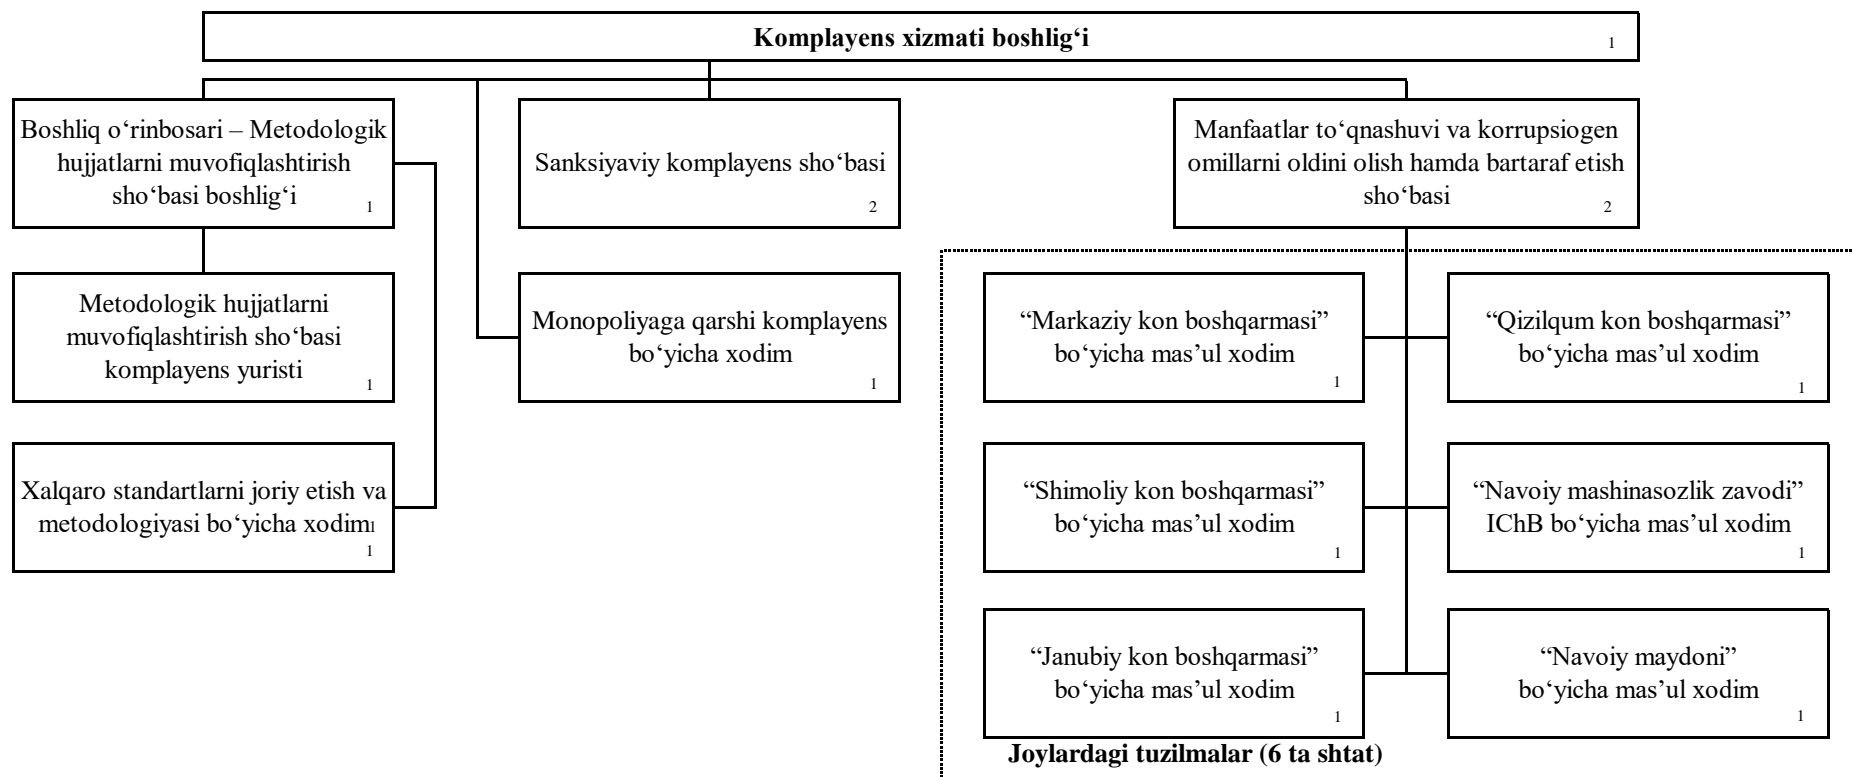 Komplayens xizmati boshlig‘i
1
Boshliq o‘rinbosari – Metodologik
hujjatlarni muvofiqlashtirish
sho‘basi boshlig‘i
1
Sanksiyaviy komplayens sho‘basi
2
Manfaatlar to‘qnashuvi va korrupsiogen
omillarni oldini olish hamda bartaraf etish
sho‘basi
2
Metodologik hujjatlarni
muvofiqlashtirish sho‘basi
komplayens yuristi
1
Monopoliyaga qarshi komplayens
bo‘yicha xodim
1
“Markaziy kon boshqarmasi”
bo‘yicha mas’ul xodim
1
“Qizilqum kon boshqarmasi”
bo‘yicha mas’ul xodim
1
Xalqaro standartlarni joriy etish va
metodologiyasi bo‘yicha xodim1
1
“Shimoliy kon boshqarmasi”
bo‘yicha mas’ul xodim
1
“Navoiy mashinasozlik zavodi”
IChB bo‘yicha mas’ul xodim
1
“Janubiy kon boshqarmasi”
bo‘yicha mas’ul xodim
1
“Navoiy maydoni”
bo‘yicha mas’ul xodim
1
Joylardagi tuzilmalar (6 ta shtat)